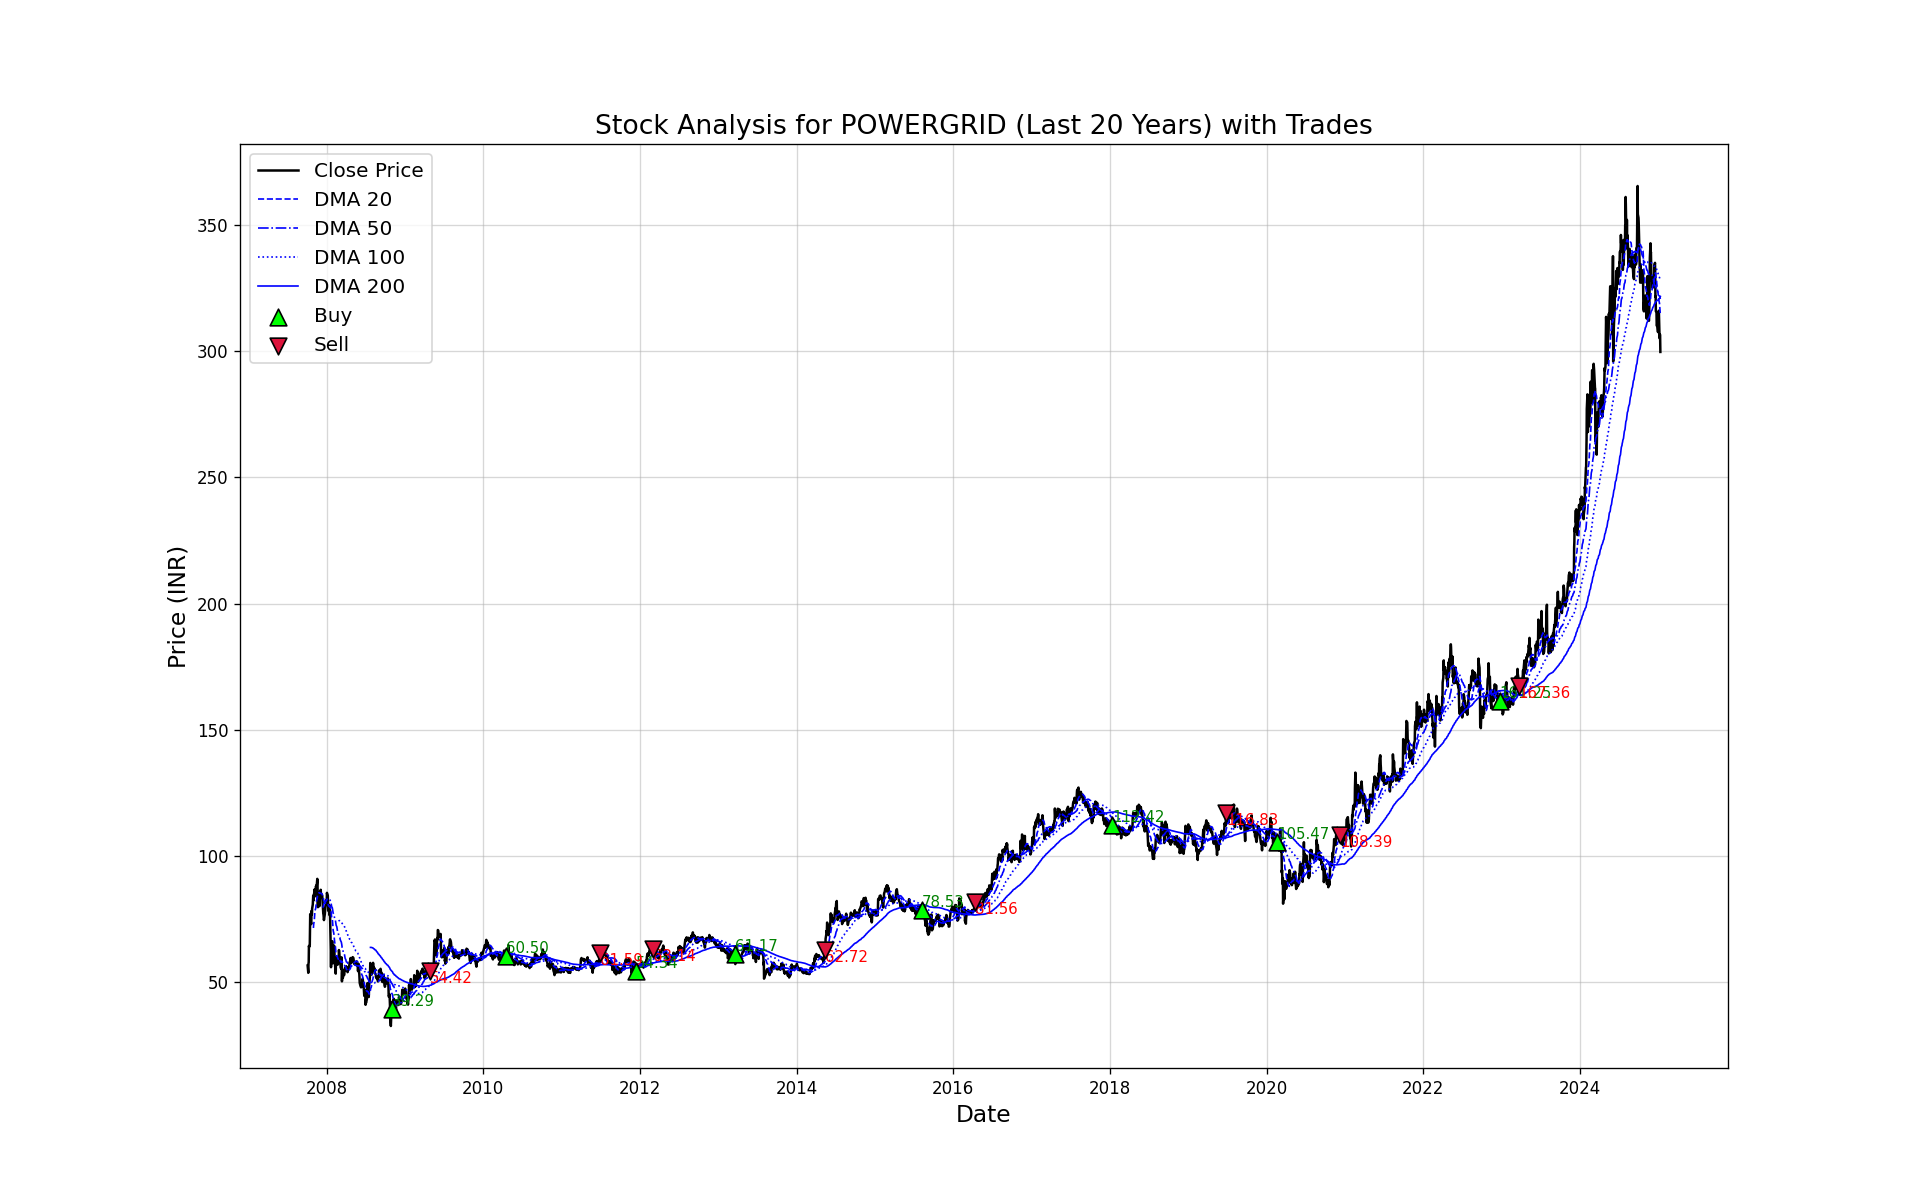 Stock Analysis for POWERGRID (Last 20 Years) with Trades
Close Price
DMA 20
DMA 50
DMA 100
DMA 200
Buy
Sell
Price (INR)
350
300
250
200
150
100
50
54.42
60.50
61.17
62.72
78.53
105.47
108.39
2008
2010
2012
2014
2016
2018
2020
2022
2024
Date